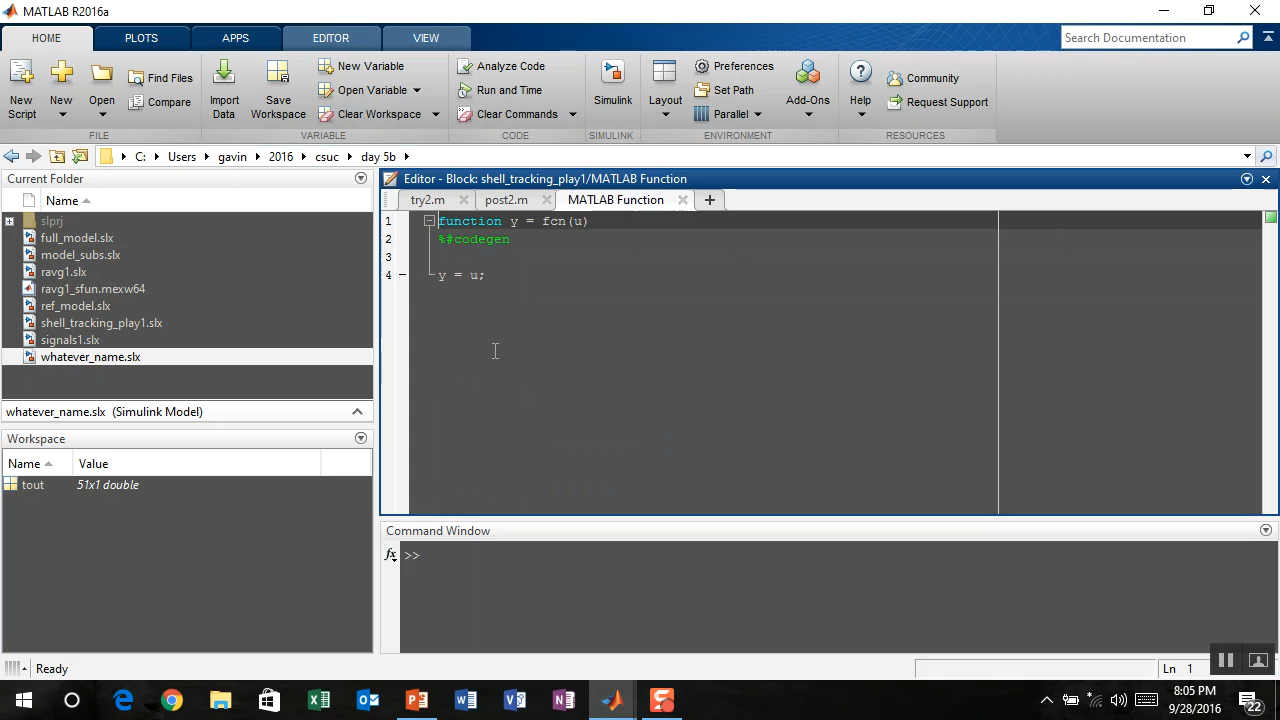 MATLAB R2016a
HOME PLOTS APPS EDITOR VIEW Search Documentation
New Script
New
Open
Find Files
Compare
FILE
Import Data
Save Workspace
New Variable
Open Variable
Clear Workspace
VARIABLE
Analyze Code
Run and Time
Clear Commands
CODE
Simulink
SIMULINK
Layout
Preferences
Set Path
Parallel
Add-Ons
ENVIRONMENT
Help
Community
Request Support
RESOURCES
C: Users gavin 2016 csuc day 5b
Current Folder
Name
slprj
full_model.slx
model_subs.slx
ravg1.slx
ravg1_sfun.mexw64
ref_model.slx
shell_tracking_play1.slx
signals1.slx
whatever_name.slx
whatever_name.slx (Simulink Model)
Workspace
Name Value
tout 51x1 double
Editor - Block: shell_tracking_play1/MATLAB Function
try2.m post2.m MATLAB Function
1 function y = fcn(u)
2 %#codegen
3
4 y = u;
Command Window
fx >>
Ready
Ln 1
8:05 PM
9/28/2016
22